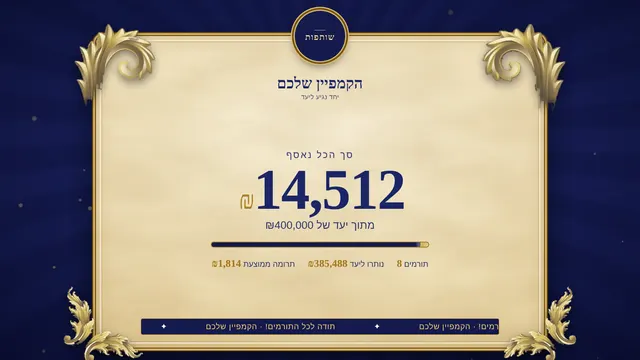 שותפות
הקמפיין שלכם
יחד נגיע ליעד
סך הכל נאסף
₪14,512
מתוך יעד של 400,000₪
תורמים 8 נותרו ליעד ₪385,488 תרומה ממוצעת ₪1,814
רמים! · הקמפיין שלכם ✦ תודה לכל התורמים! · הקמפיין שלכם ✦